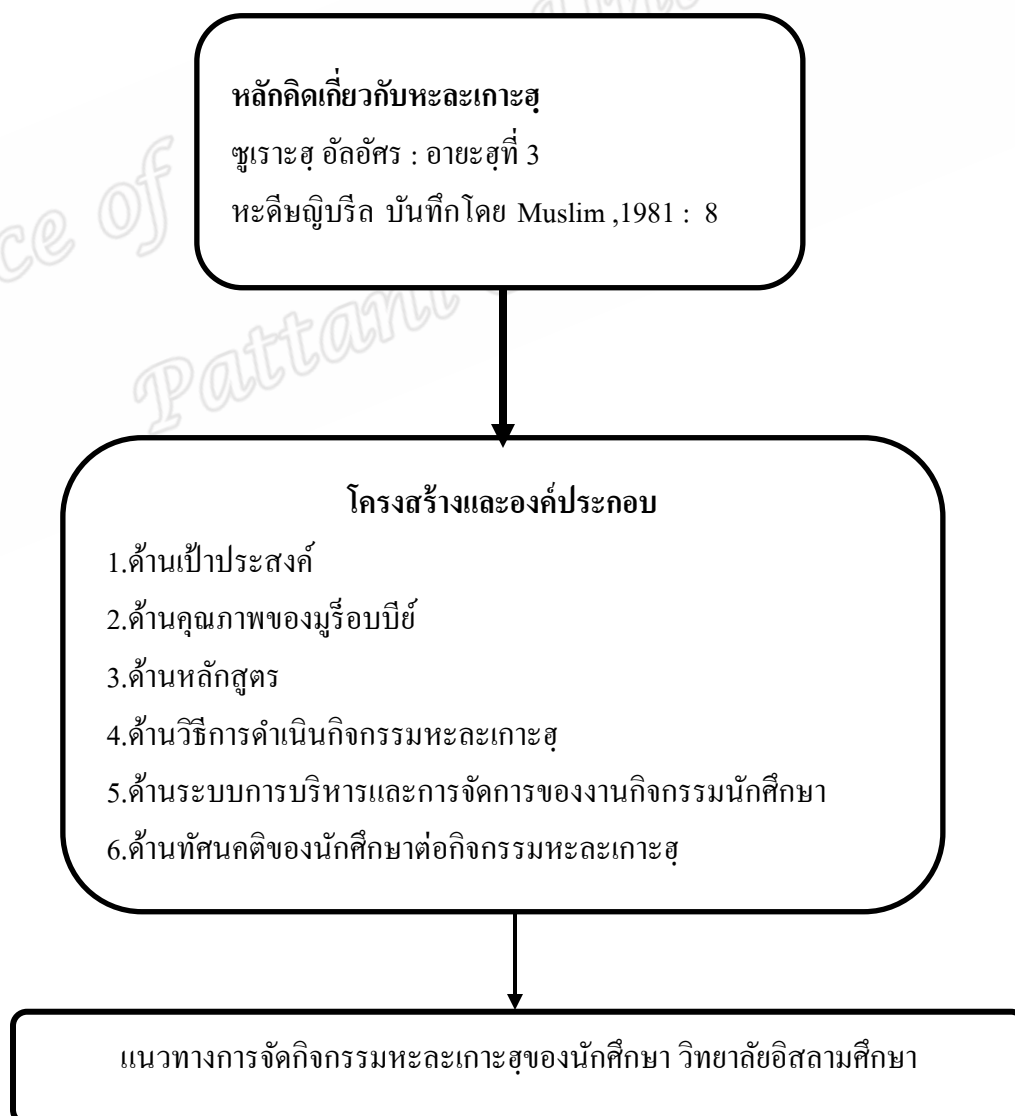 หลักคิดเกี่ยวกับหะละเกาะฮฺ
ซูเราะฮฺ อัลอัศร : อายะฮฺที่ 3
หะดีษญิบรีล บันทึกโดย Muslim ,1981 : 8
ce of
Pattani
โครงสร้างและองค์ประกอบ
1.ด้านเป้าประสงค์
2.ด้านคุณภาพของมูร็อบบีย์
3.ด้านหลักสูตร
4.ด้านวิธีการดำเนินกิจกรรมหะละเกาะฮฺ
5.ด้านระบบการบริหารและการจัดการของงานกิจกรรมนักศึกษา
6.ด้านทัศนคติของนักศึกษาต่อกิจกรรมหะละเกาะฮฺ
แนวทางการจัดกิจกรรมหะละเกาะฮฺของนักศึกษา วิทยาลัยอิสลามศึกษา